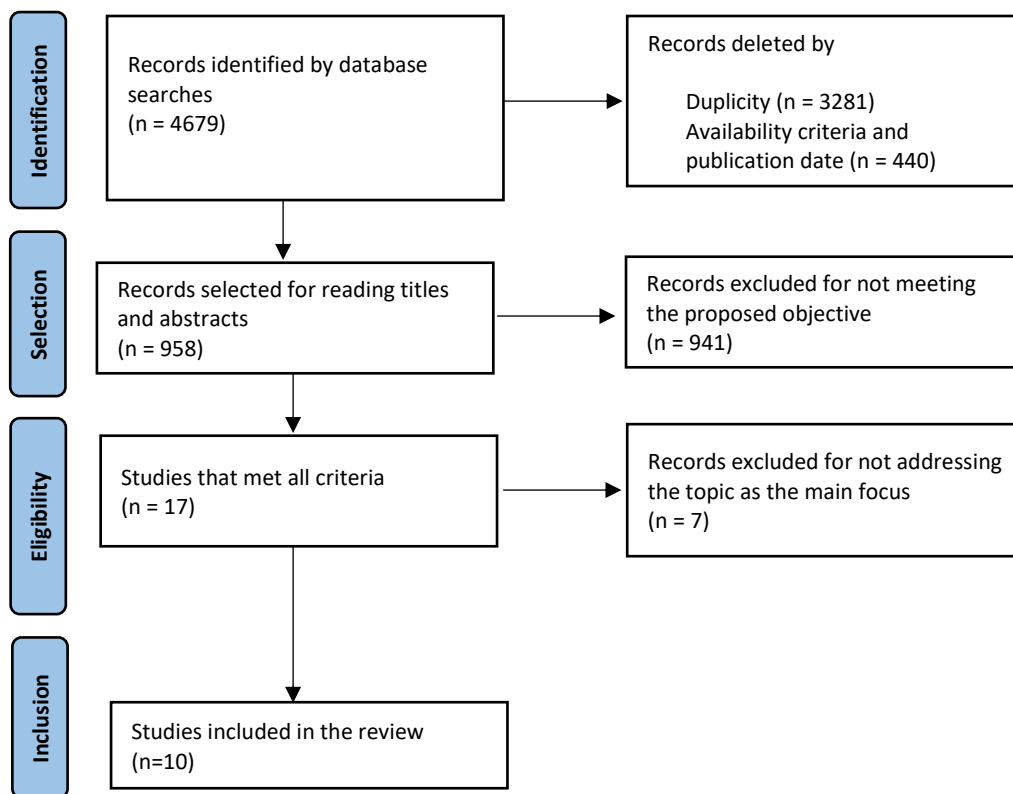 Identification
Records identified by database
searches
(n = 4679)
Records deleted by
Duplicity (n = 3281)
Availability criteria and
publication date (n = 440)
Selection
Records selected for reading titles
and abstracts
(n = 958)
Records excluded for not meeting
the proposed objective
(n = 941)
Eligibility
Studies that met all criteria
(n = 17)
Records excluded for not addressing
the topic as the main focus
(n = 7)
Inclusion
Studies included in the review
(n=10)